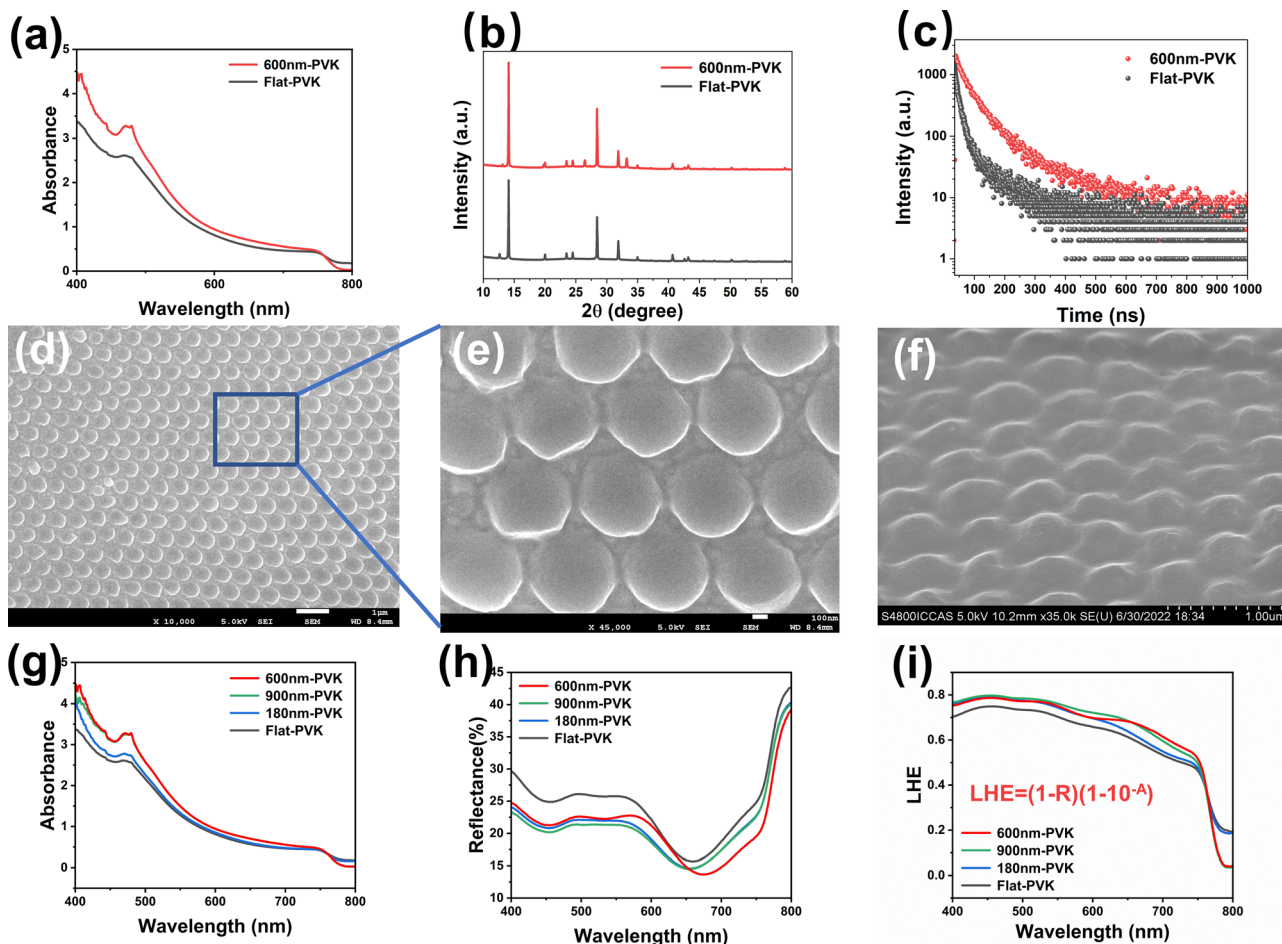 (a)
5
4
3
2
1
0
Absorbance
600nm-PVK
Flat-PVK
400 500 600 700 800
Wavelength (nm)
(b)
Intensity (a.u.)
600nm-PVK
Flat-PVK
10 15 20 25 30 35 40 45 50 55 60
2θ (degree)
(c)
1000
100
10
1
Intensity (a.u.)
600nm-PVK
Flat-PVK
100 200 300 400 500 600 700 800 900 1000
Time (ns)
(d)
1μm
X 10,000 5.0kV SEI SEM WD 8.4mm
(e)
100nm
X 45,000 5.0kV SEI SEM WD 8.4mm
(f)
S4800ICCAS 5.0kV 10.2mm x35.0k SE(U) 6/30/2022 18:34 1.00um
(g)
5
4
3
2
1
0
Absorbance
600nm-PVK
900nm-PVK
180nm-PVK
Flat-PVK
400 500 600 700 800
Wavelength (nm)
(h)
45
40
35
30
25
20
15
10
5
0
Reflectance(%)
600nm-PVK
900nm-PVK
180nm-PVK
Flat-PVK
400 500 600 700 800
Wavelength (nm)
(i)
0.8
0.6
0.4
0.2
0.0
LHE
LHE=(1-R)(1-10-A)
600nm-PVK
900nm-PVK
180nm-PVK
Flat-PVK
400 500 600 700 800
Wavelength (nm)